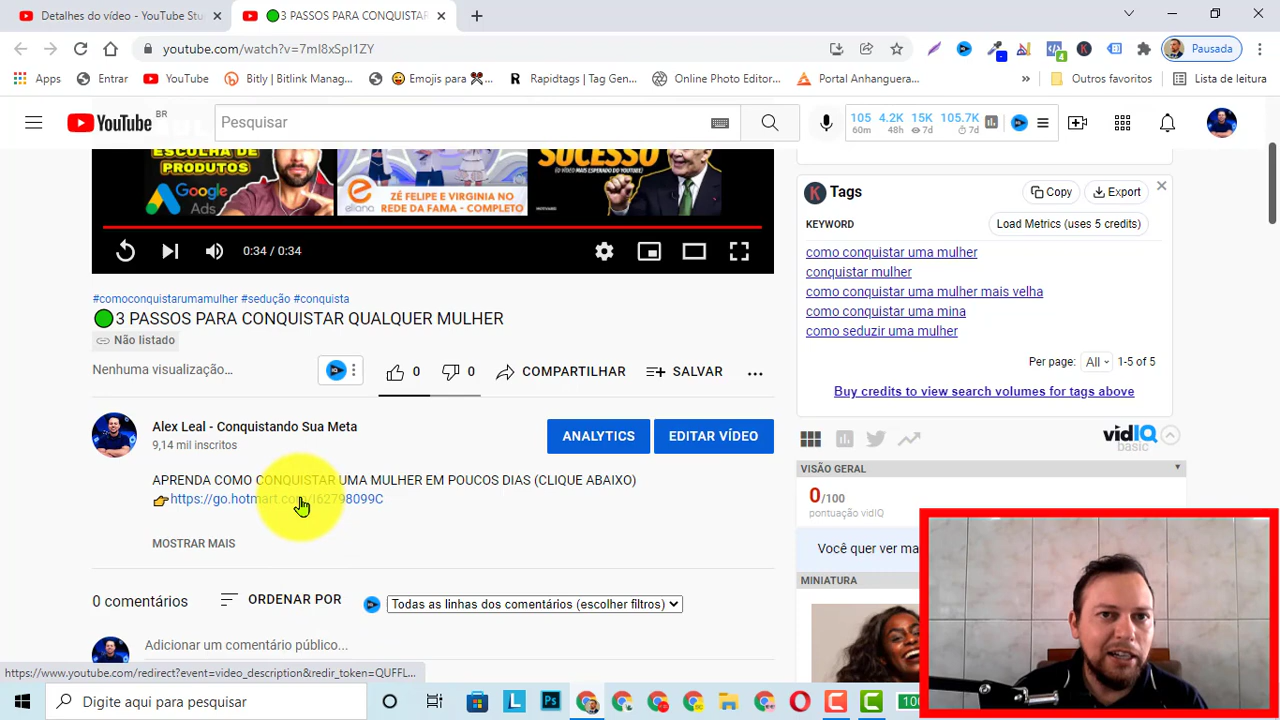 Detalhes do vídeo - YouTube Stu
3 PASSOS PARA CONQUISTAR
youtube.com/watch?v=7mI8xSpI1ZY
Pausada
Apps
Entrar
YouTube
Bitly | Bitlink Manag...
Emojis para
Rapidtags | Tag Gen...
Online Photo Editor...
Portal Anhanguera...
»
Outros favoritos
Lista de leitura
YouTube
BR
Pesquisar
105 4.2K 15K 105.7K
60m 48h 7d 7d
ESCALA DE
PRODUTOS
Google
Ads
eliana
ZÉ FELIPE E VIRGINIA NO
REDE DA FAMA - COMPLETO
SUCESSO
0:34 / 0:34
#comoconquistarumamulher #sedução #conquista
3 PASSOS PARA CONQUISTAR QUALQUER MULHER
Não listado
Nenhuma visualização...
0
0
COMPARTILHAR
SALVAR
Alex Leal - Conquistando Sua Meta
9,14 mil inscritos
ANALYTICS
EDITAR VÍDEO
APRENDA COMO CONQUISTAR UMA MULHER EM POUCOS DIAS (CLIQUE ABAIXO)
https://go.hotmart.com/I62798099C
MOSTRAR MAIS
0 comentários
ORDENAR POR
Todas as linhas dos comentários (escolher filtros)
Adicionar um comentário público...
Tags
Copy
Export
KEYWORD
Load Metrics (uses 5 credits)
como conquistar uma mulher
conquistar mulher
como conquistar uma mulher mais velha
como conquistar uma mina
como seduzir uma mulher
Per page: All 1-5 of 5
Buy credits to view search volumes for tags above
vidIQ
basic
VISÃO GERAL
0/100
pontuação vidIQ
Você quer ver ma
MINIATURA
https://www.youtube.com/redirect?event=video_description&redir_token=QUFFL...
Digite aqui para pesquisar